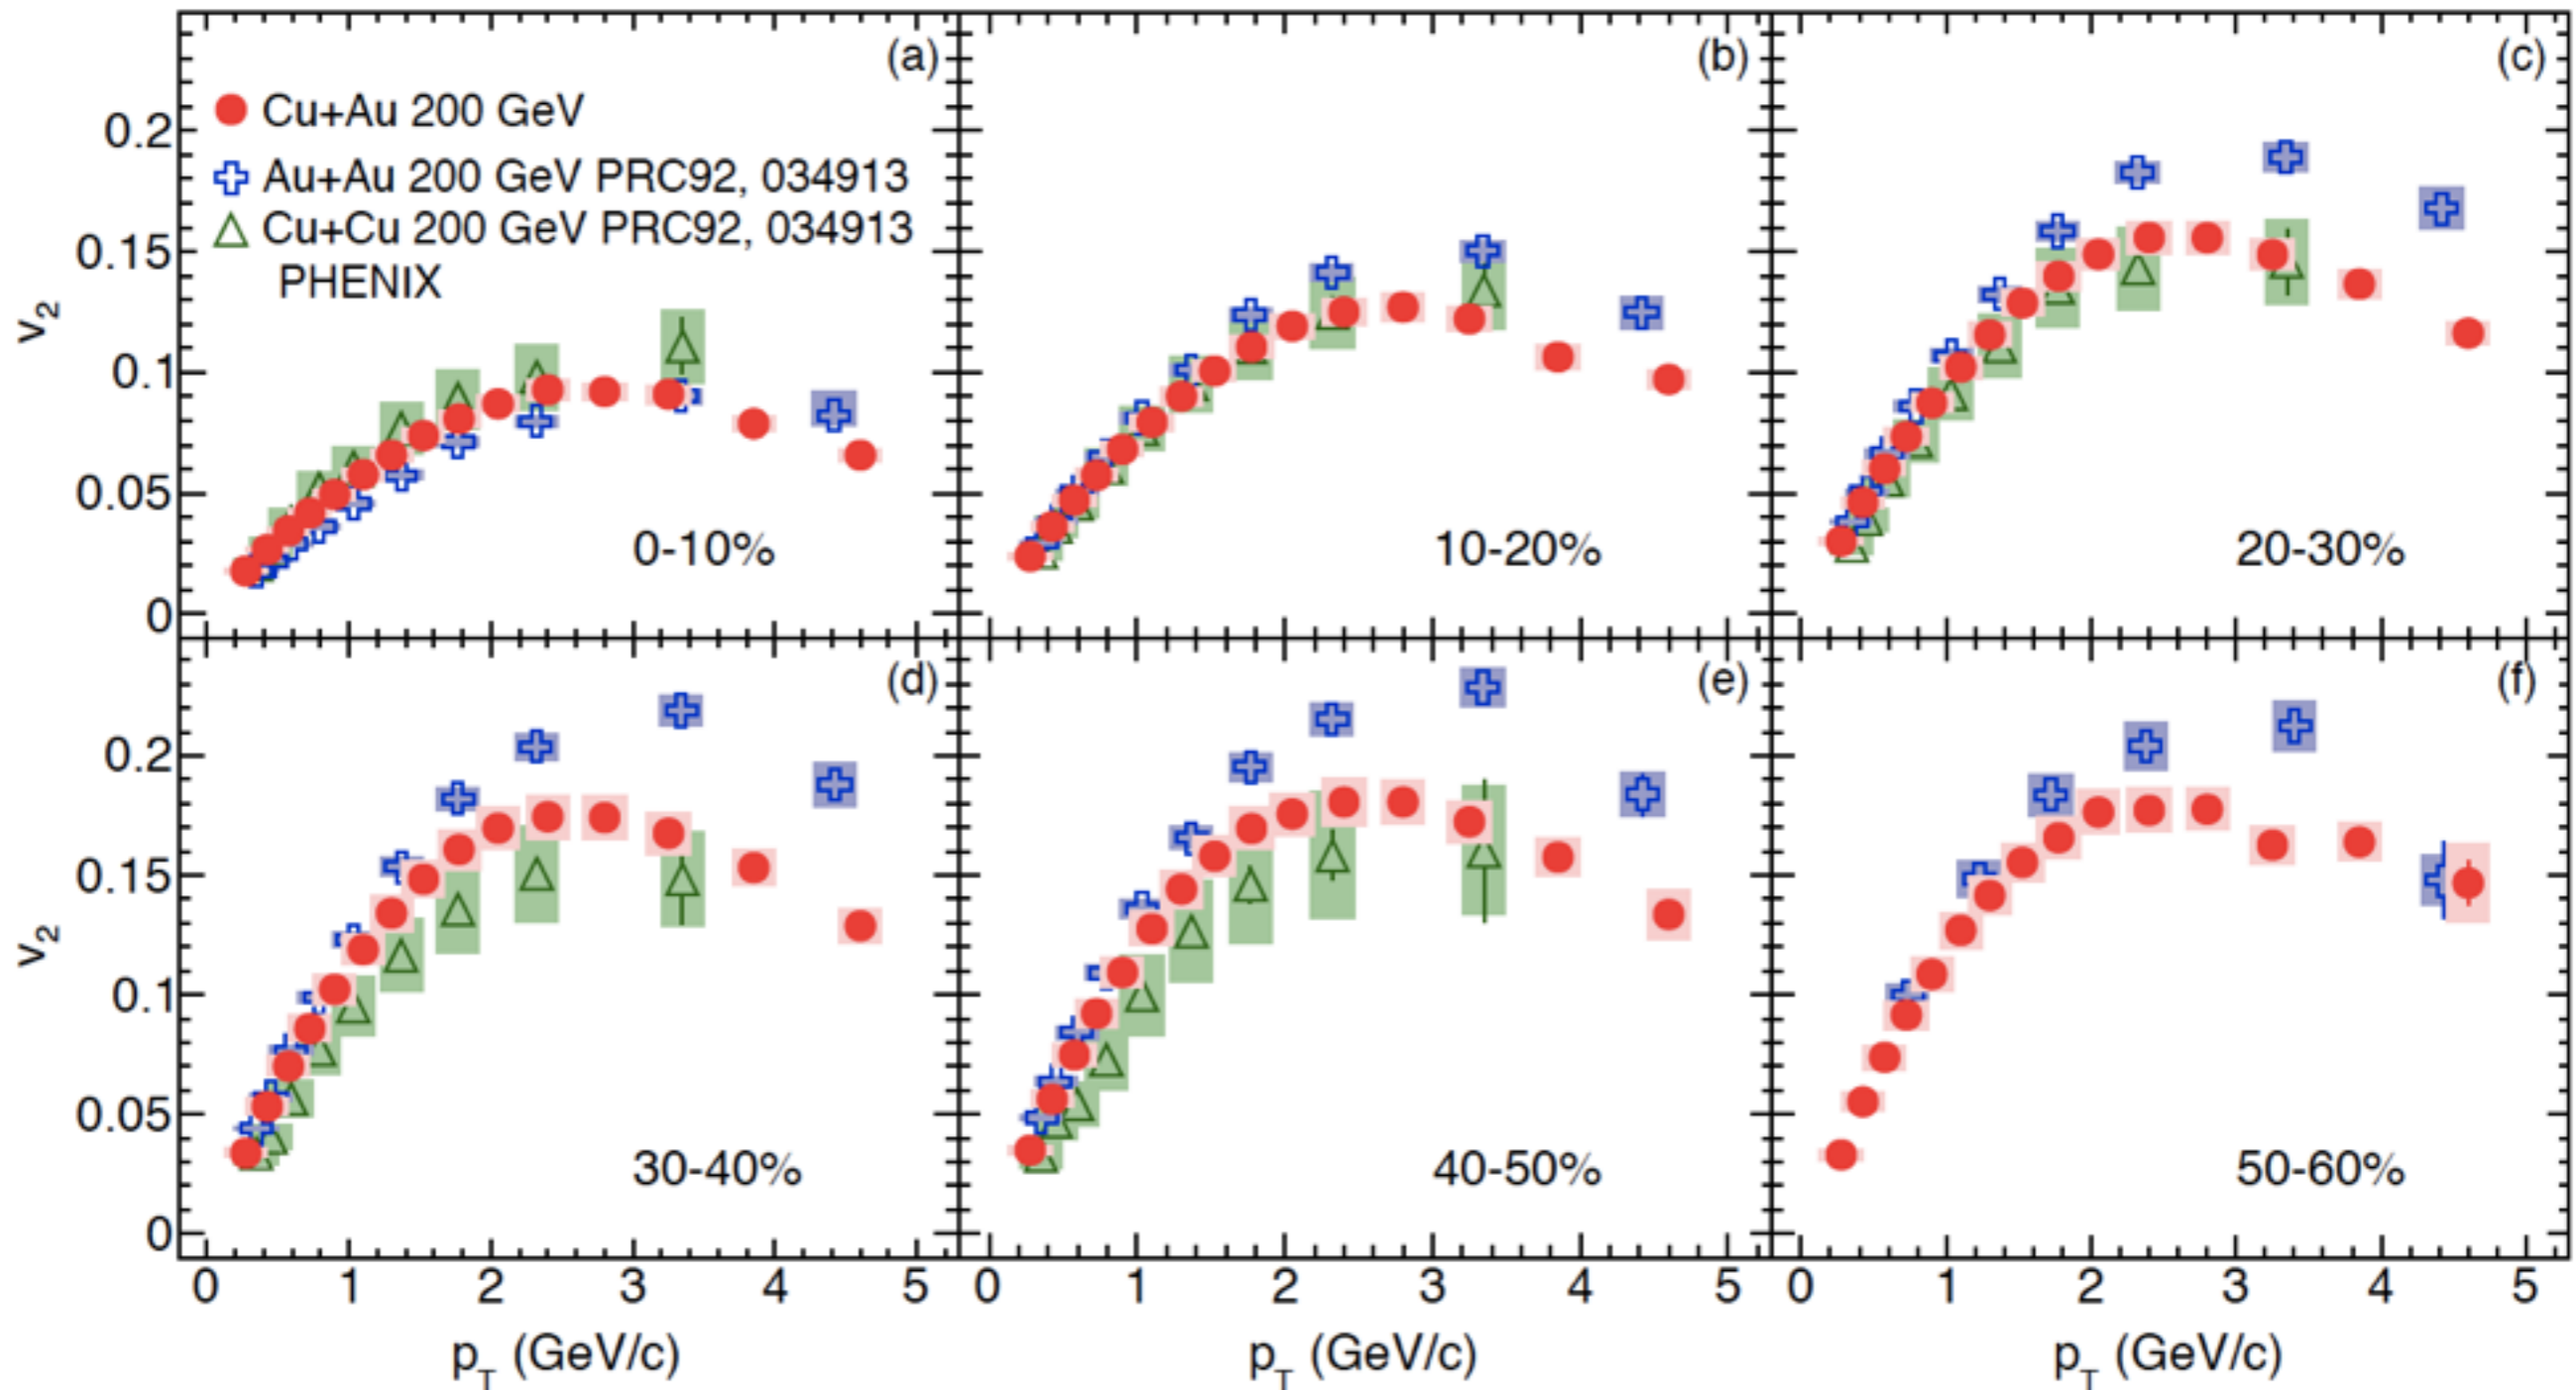 (a)
Cu+Au 200 GeV
Au+Au 200 GeV PRC92, 034913
Cu+Cu 200 GeV PRC92, 034913
PHENIX
0-10%
(b)
10-20%
(c)
20-30%
v2
0.2
0.15
0.1
0.05
0
(d)
30-40%
(e)
40-50%
(f)
50-60%
v2
0.2
0.15
0.1
0.05
0
0 1 2 3 4 5
0 1 2 3 4 5
0 1 2 3 4 5
pT (GeV/c)
pT (GeV/c)
pT (GeV/c)